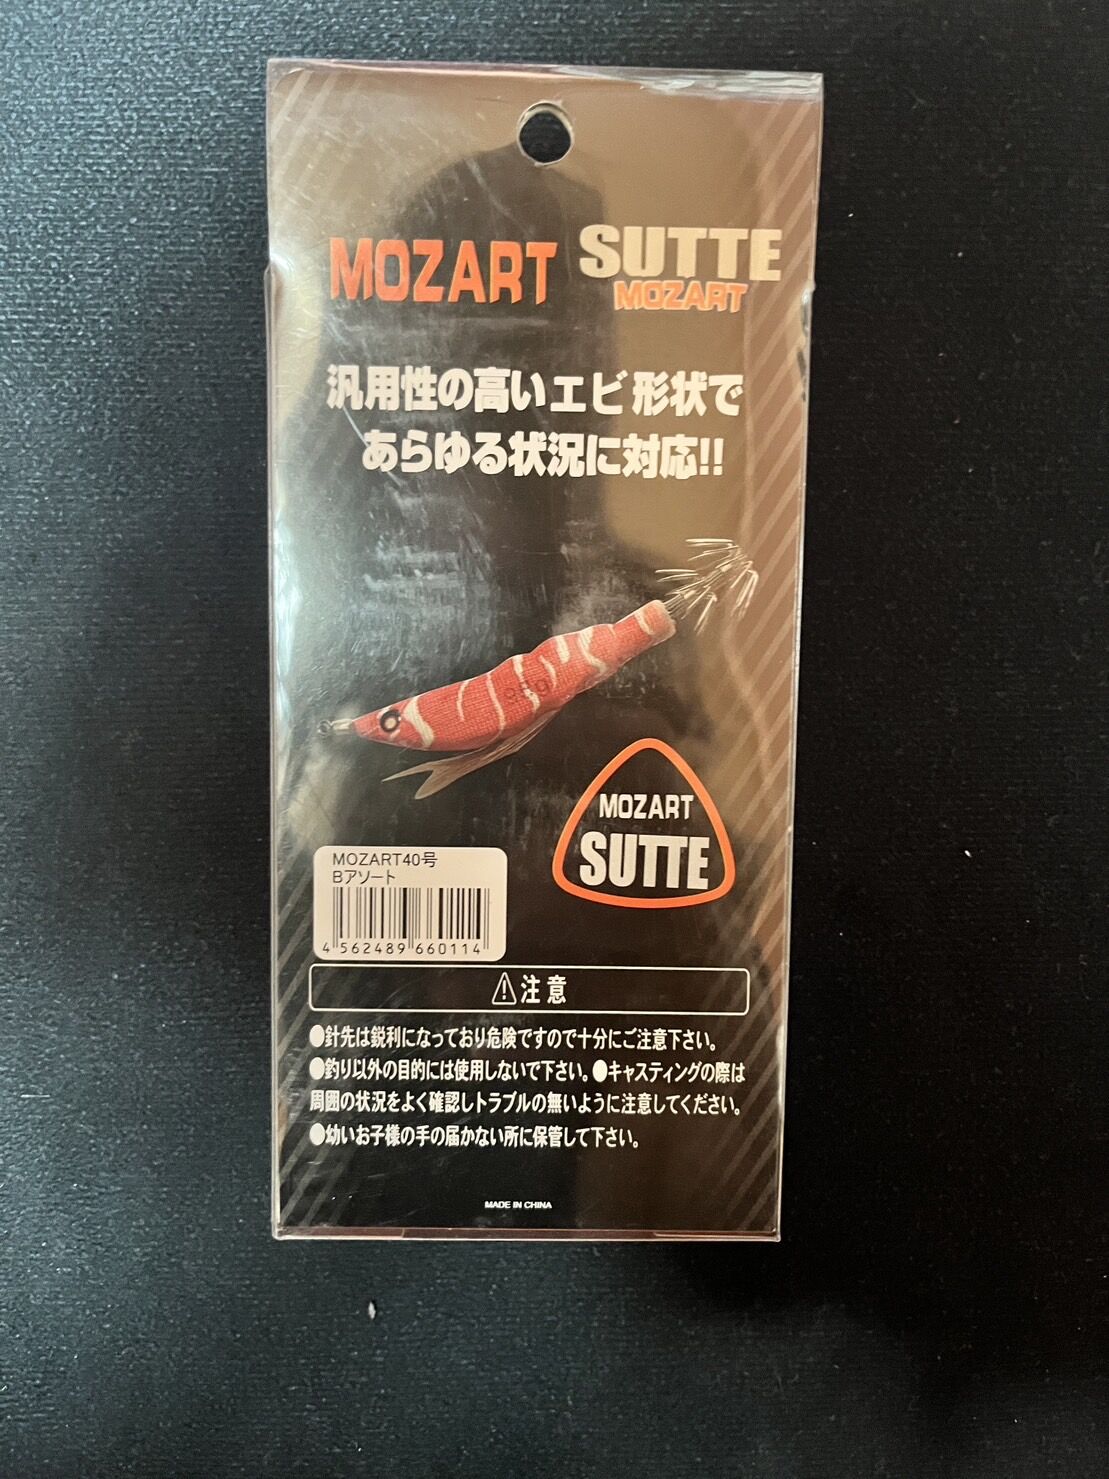 MOZART
SUTTE
MOZART
汎用性の高いエビ形状で
あらゆる状況に対応!!
MOZART
SUTTE
MOZART40号
Bアソート
4 562489 660114
⚠注意
●針先は鋭利になっており危険ですので十分にご注意下さい。
●釣り以外の目的には使用しないで下さい。●キャスティングの際は
周囲の状況をよく確認しトラブルの無いように注意してください。
●幼いお子様の手の届かない所に保管して下さい。
MADE IN CHINA